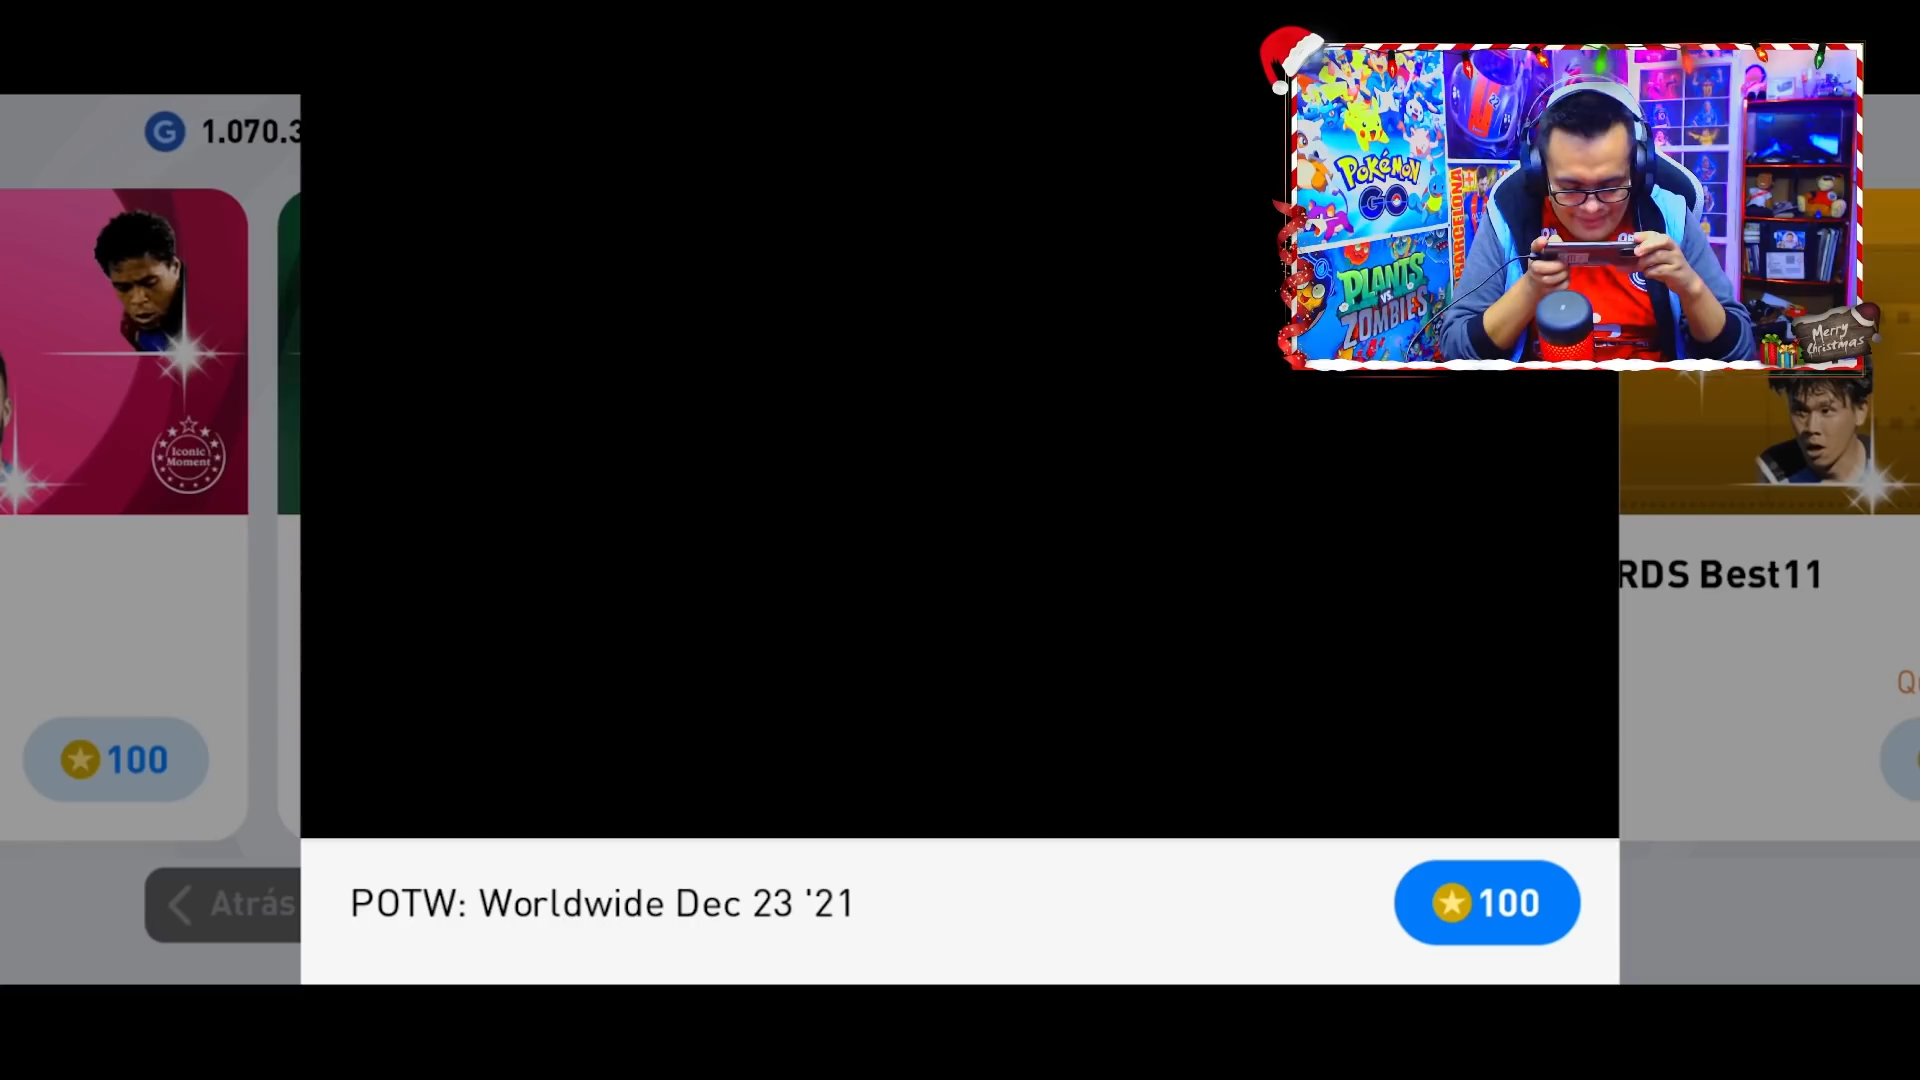 G 1.070.3
Iconic
Moment
100
Atrás
POTW: Worldwide Dec 23 '21
100
RDS Best11
POKÉMON
GO
BARCELONA
PLANTS
VS.
ZOMBIES
Merry
Christmas